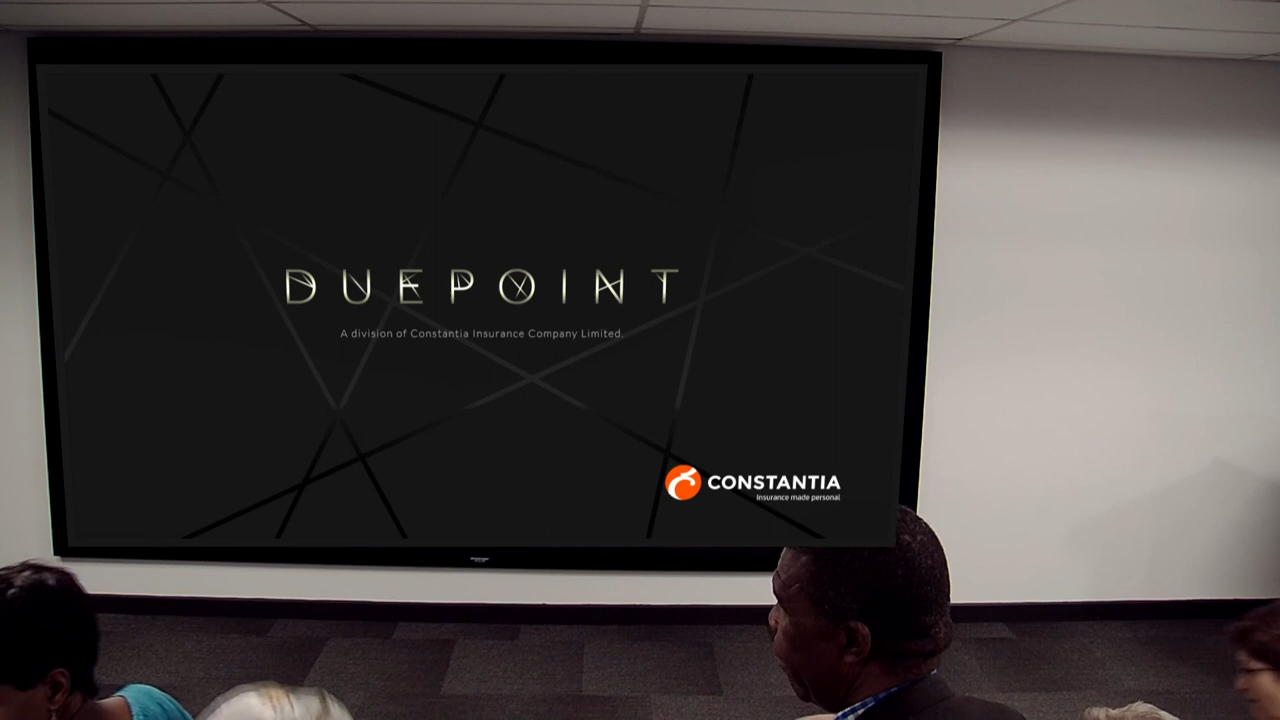 DUEPOINT
A division of Constantia Insurance Company Limited.
CONSTANTIA
Insurance made personal